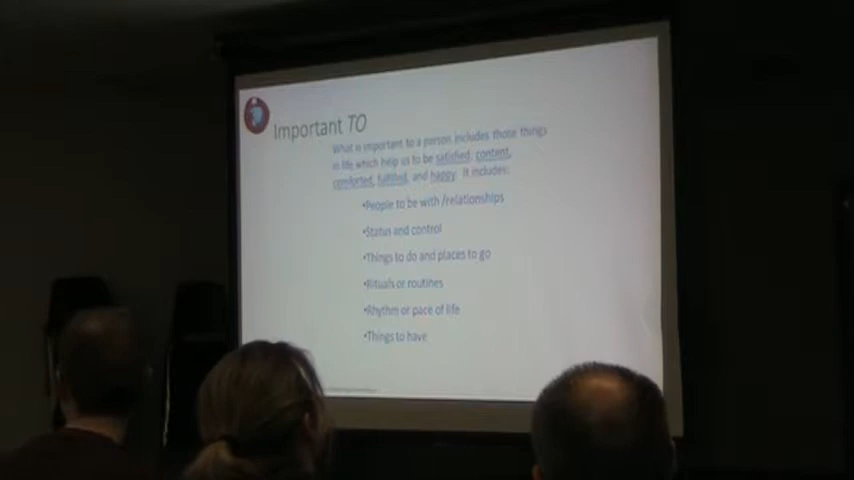 Important TO
What is important to a person includes those things
in life which help us to be satisfied, content,
comforted, fulfilled, and happy. It includes:
•People to be with /relationships
•Status and control
•Things to do and places to go
•Rituals or routines
•Rhythm or pace of life
•Things to have